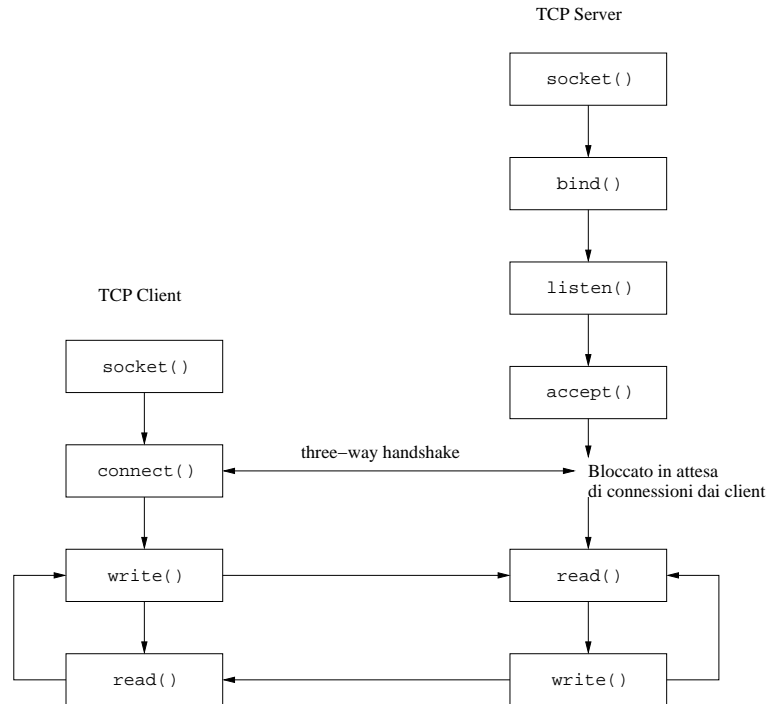 TCP Server
socket()
bind()
listen()
TCP Client
socket()
accept()
three−way handshake
connect()
Bloccato in attesa
di connessioni dai client
write()
read()
read()
write()